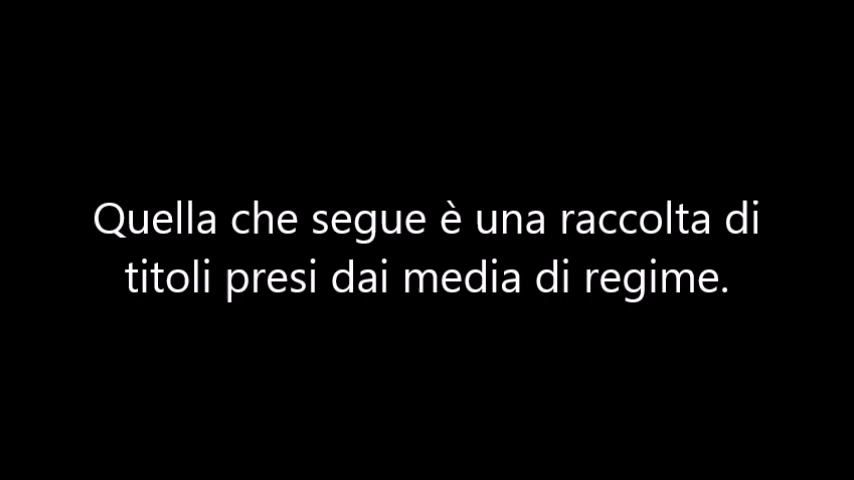 Quella che segue è una raccolta di
titoli presi dai media di regime.